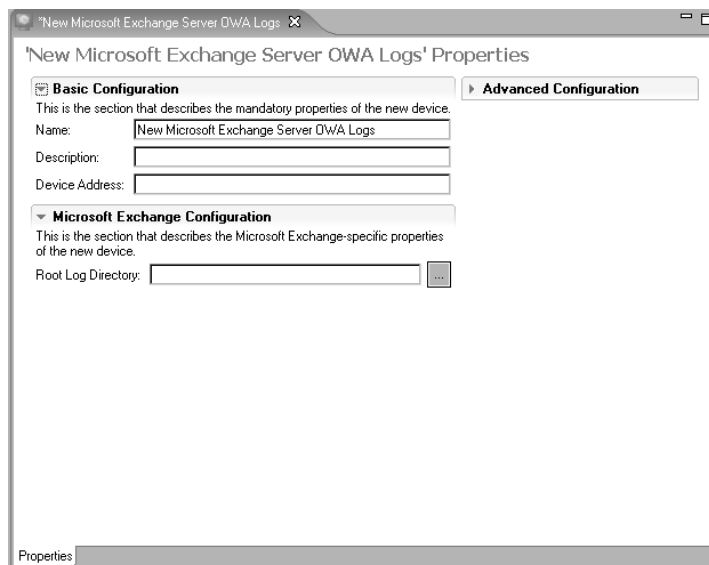 *New Microsoft Exchange Server OWA Logs
'New Microsoft Exchange Server OWA Logs' Properties
Basic Configuration
This is the section that describes the mandatory properties of the new device.
Name: New Microsoft Exchange Server OWA Logs
Description:
Device Address:
Microsoft Exchange Configuration
This is the section that describes the Microsoft Exchange-specific properties
of the new device.
Root Log Directory: ...
Advanced Configuration
Properties